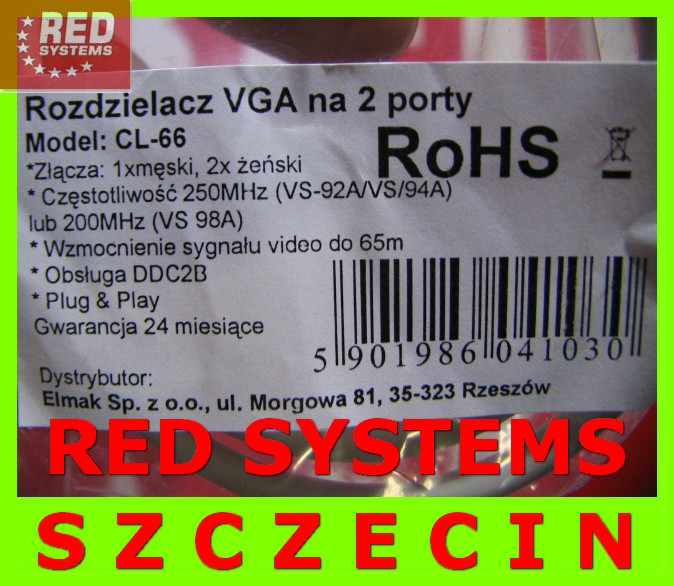 RED
SYSTEMS
Rozdzielacz VGA na 2 porty
Model: CL-66
RoHS
*Złącza: 1xmęski, 2x żeński
* Częstotliwość 250MHz (VS-92A/VS/94A)
lub 200MHz (VS 98A)
* Wzmocnienie sygnału video do 65m
* Obsługa DDC2B
* Plug & Play
Gwarancja 24 miesiące
5 901986 041030
Dystrybutor:
Elmak Sp. z o.o., ul. Morgowa 81, 35-323 Rzeszów
RED SYSTEMS
SZCZECIN